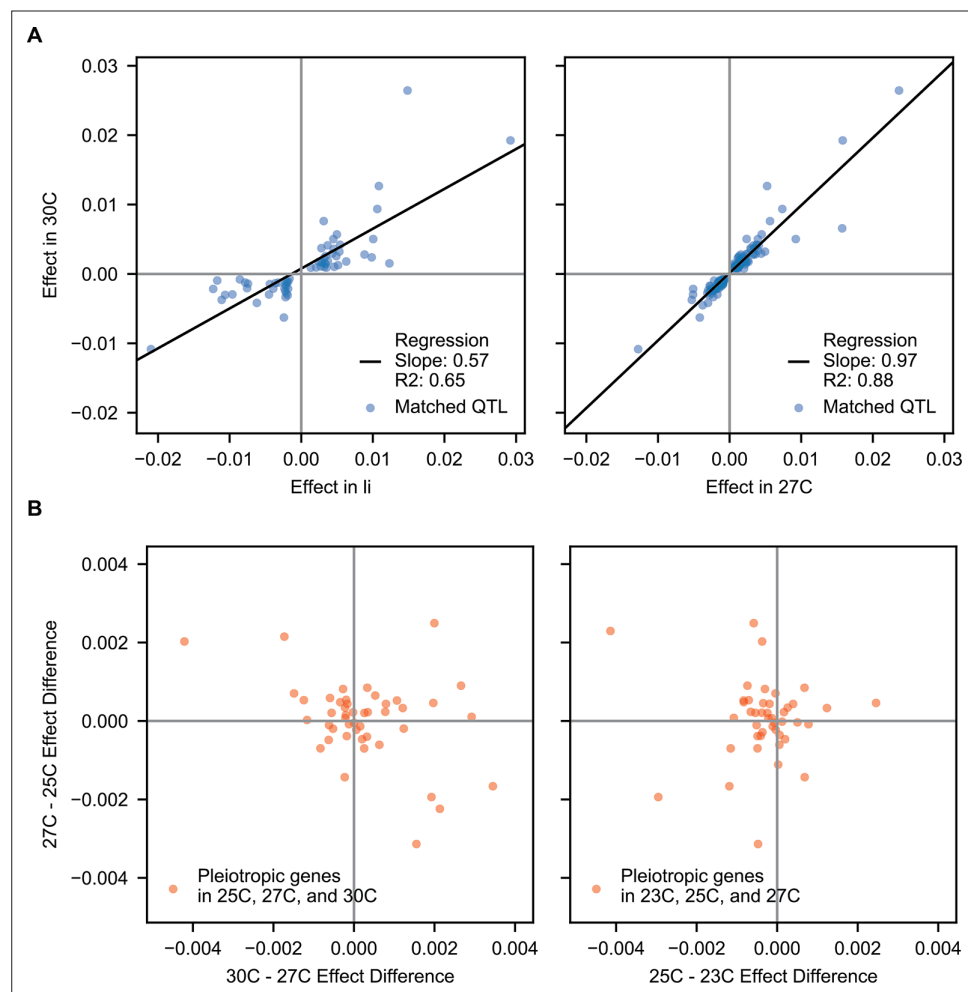 A
0.03
0.02
0.01
0.00
−0.01
−0.02
Effect in 30C
Regression
Slope: 0.57
R2: 0.65
Matched QTL
−0.02 −0.01 0.00 0.01 0.02 0.03
Effect in li
Regression
Slope: 0.97
R2: 0.88
Matched QTL
−0.02 −0.01 0.00 0.01 0.02 0.03
Effect in 27C
B
0.004
0.002
0.000
−0.002
−0.004
27C - 25C Effect Difference
Pleiotropic genes
in 25C, 27C, and 30C
−0.004 −0.002 0.000 0.002 0.004
30C - 27C Effect Difference
Pleiotropic genes
in 23C, 25C, and 27C
−0.004 −0.002 0.000 0.002 0.004
25C - 23C Effect Difference